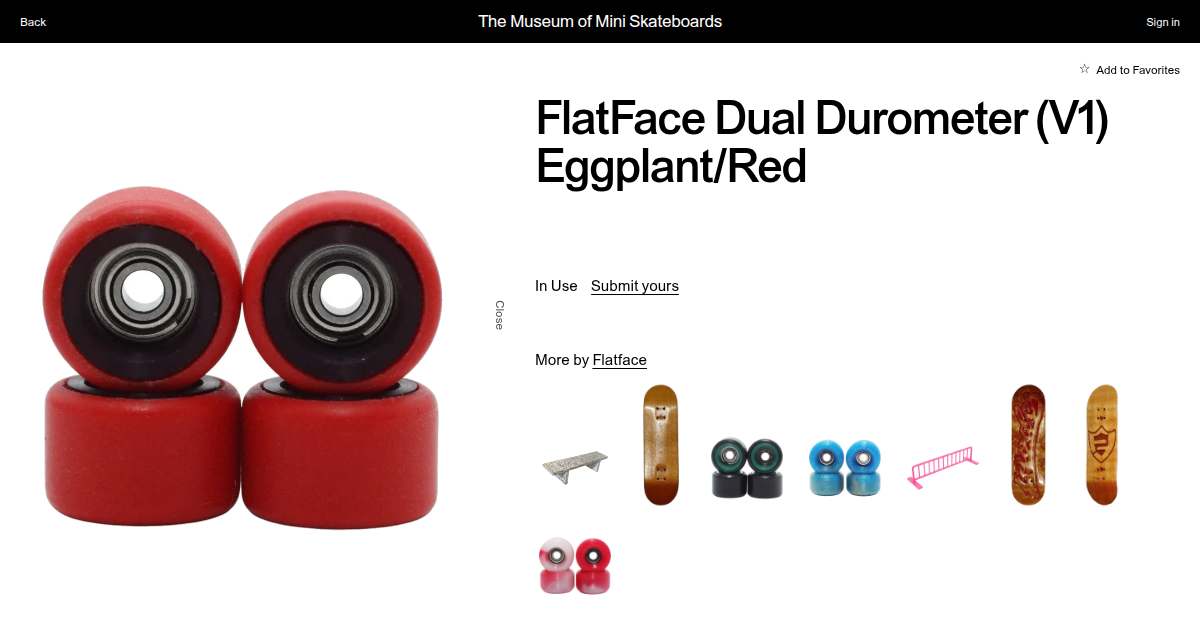 Back
The Museum of Mini Skateboards
Sign in
☆ Add to Favorites
FlatFace Dual Durometer (V1)
Eggplant/Red
In Use Submit yours
Close
More by Flatface